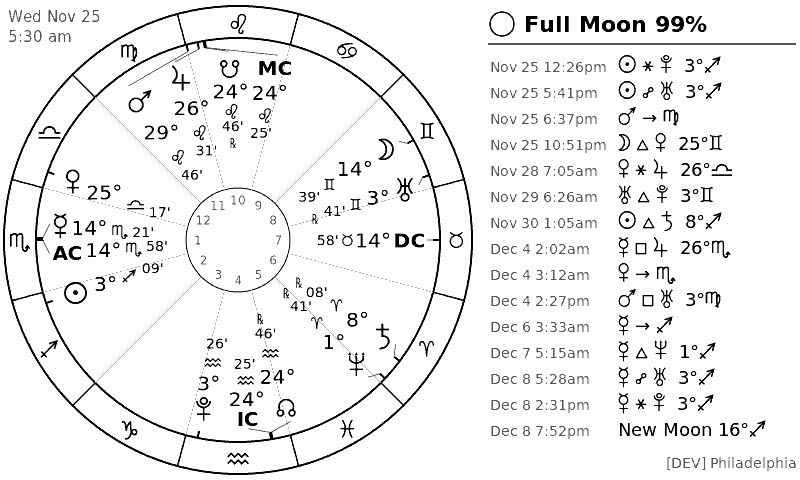 Wed Nov 25
5:30 am
♌
♍
♋
♎
♊
♏
♉
♐
♈
♑
♓
♒
♂ 29° ♌ 46'
♃ 26° ♌ 31'
☋ 24° ♌ 46' ℞
MC 24° ♌ 25'
☽ 14° ♊ 39'
♅ 3° ♊ 41' ℞
♀ 25° ♎ 17'
☿ 14° ♏ 21'
AC 14° ♏ 58'
58' ♉ 14° DC
☉ 3° ♐ 09'
♄ 8° ♈ 08' ℞
♆ 1° ♈ 41' ℞
♇ 3° ♒ 26'
IC 24° ♒ 25'
☊ 24° ♒ 46' ℞
1
2
3
4
5
6
7
8
9
10
11
12
Full Moon 99%
Nov 25 12:26pm ☉ ⚹ ♇ 3°♐
Nov 25 5:41pm ☉ ☍ ♅ 3°♐
Nov 25 6:37pm ♂ → ♍
Nov 25 10:51pm ☽ △ ♀ 25°♊
Nov 28 7:05am ♀ ⚹ ♃ 26°♎
Nov 29 6:26am ♅ △ ♇ 3°♊
Nov 30 1:05am ☉ △ ♄ 8°♐
Dec 4 2:02am ☿ □ ♃ 26°♏
Dec 4 3:12am ♀ → ♏
Dec 4 2:27pm ♂ □ ♅ 3°♍
Dec 6 3:33am ☿ → ♐
Dec 7 5:15am ☿ △ ♆ 1°♐
Dec 8 5:28am ☿ ☍ ♅ 3°♐
Dec 8 2:31pm ☿ ⚹ ♇ 3°♐
Dec 8 7:52pm New Moon 16°♐
[DEV] Philadelphia